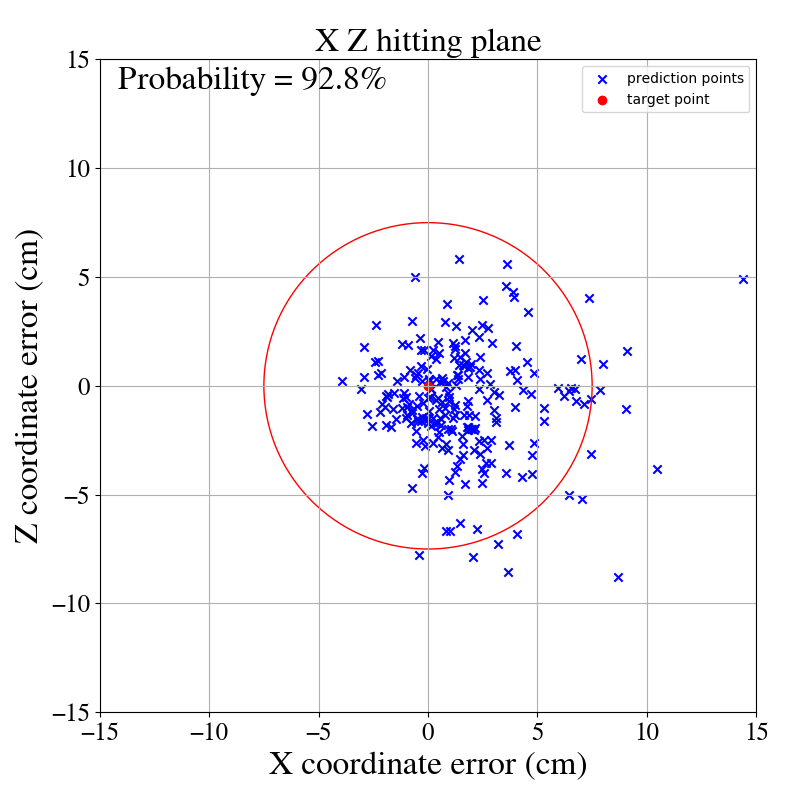 X Z hitting plane
Probability = 92.8%
prediction points
target point
Z coordinate error (cm)
15
10
5
0
−5
−10
−15
−15
−10
−5
0
5
10
15
X coordinate error (cm)